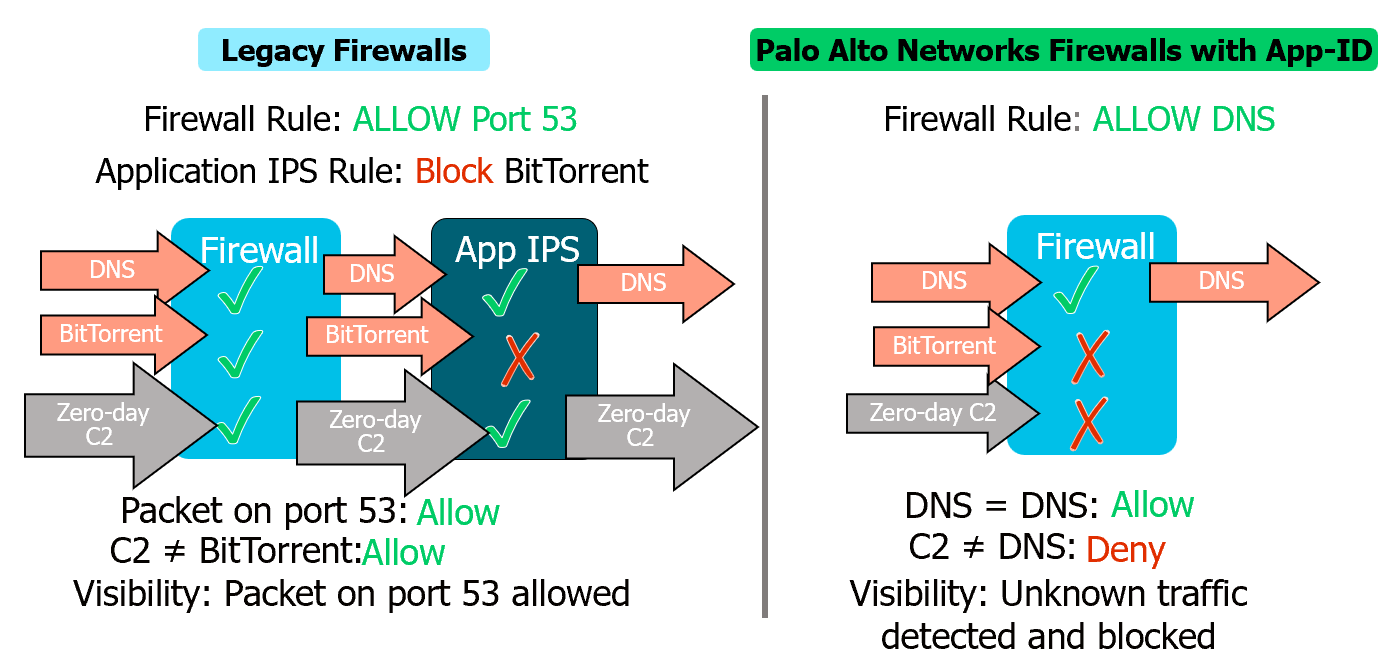 Legacy Firewalls
Firewall Rule: ALLOW Port 53
Application IPS Rule: Block BitTorrent
Firewall
App IPS
DNS
DNS
DNS
BitTorrent
BitTorrent
Zero-day
C2
Zero-day
C2
Zero-day
C2
Packet on port 53: Allow
C2 ≠ BitTorrent:Allow
Visibility: Packet on port 53 allowed
Palo Alto Networks Firewalls with App-ID
Firewall Rule: ALLOW DNS
Firewall
DNS
DNS
BitTorrent
Zero-day C2
DNS = DNS: Allow
C2 ≠ DNS: Deny
Visibility: Unknown traffic
detected and blocked